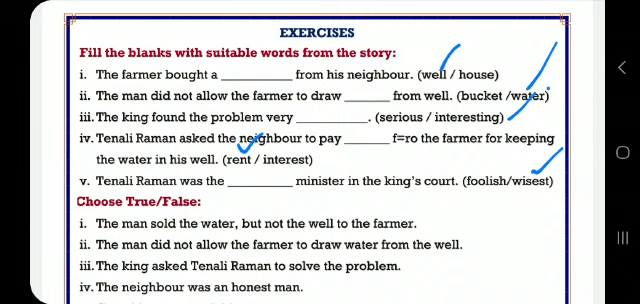 EXERCISES
Fill the blanks with suitable words from the story:
i. The farmer bought a __________ from his neighbour. (well / house)
ii. The man did not allow the farmer to draw ______ from well. (bucket /water)
iii. The king found the problem very __________. (serious / interesting)
iv. Tenali Raman asked the neighbour to pay ______ f=ro the farmer for keeping
the water in his well. (rent / interest)
v. Tenali Raman was the _________ minister in the king's court. (foolish/wisest)
Choose True/False:
i. The man sold the water, but not the well to the farmer.
ii. The man did not allow the farmer to draw water from the well.
iii. The king asked Tenali Raman to solve the problem.
iv. The neighbour was an honest man.